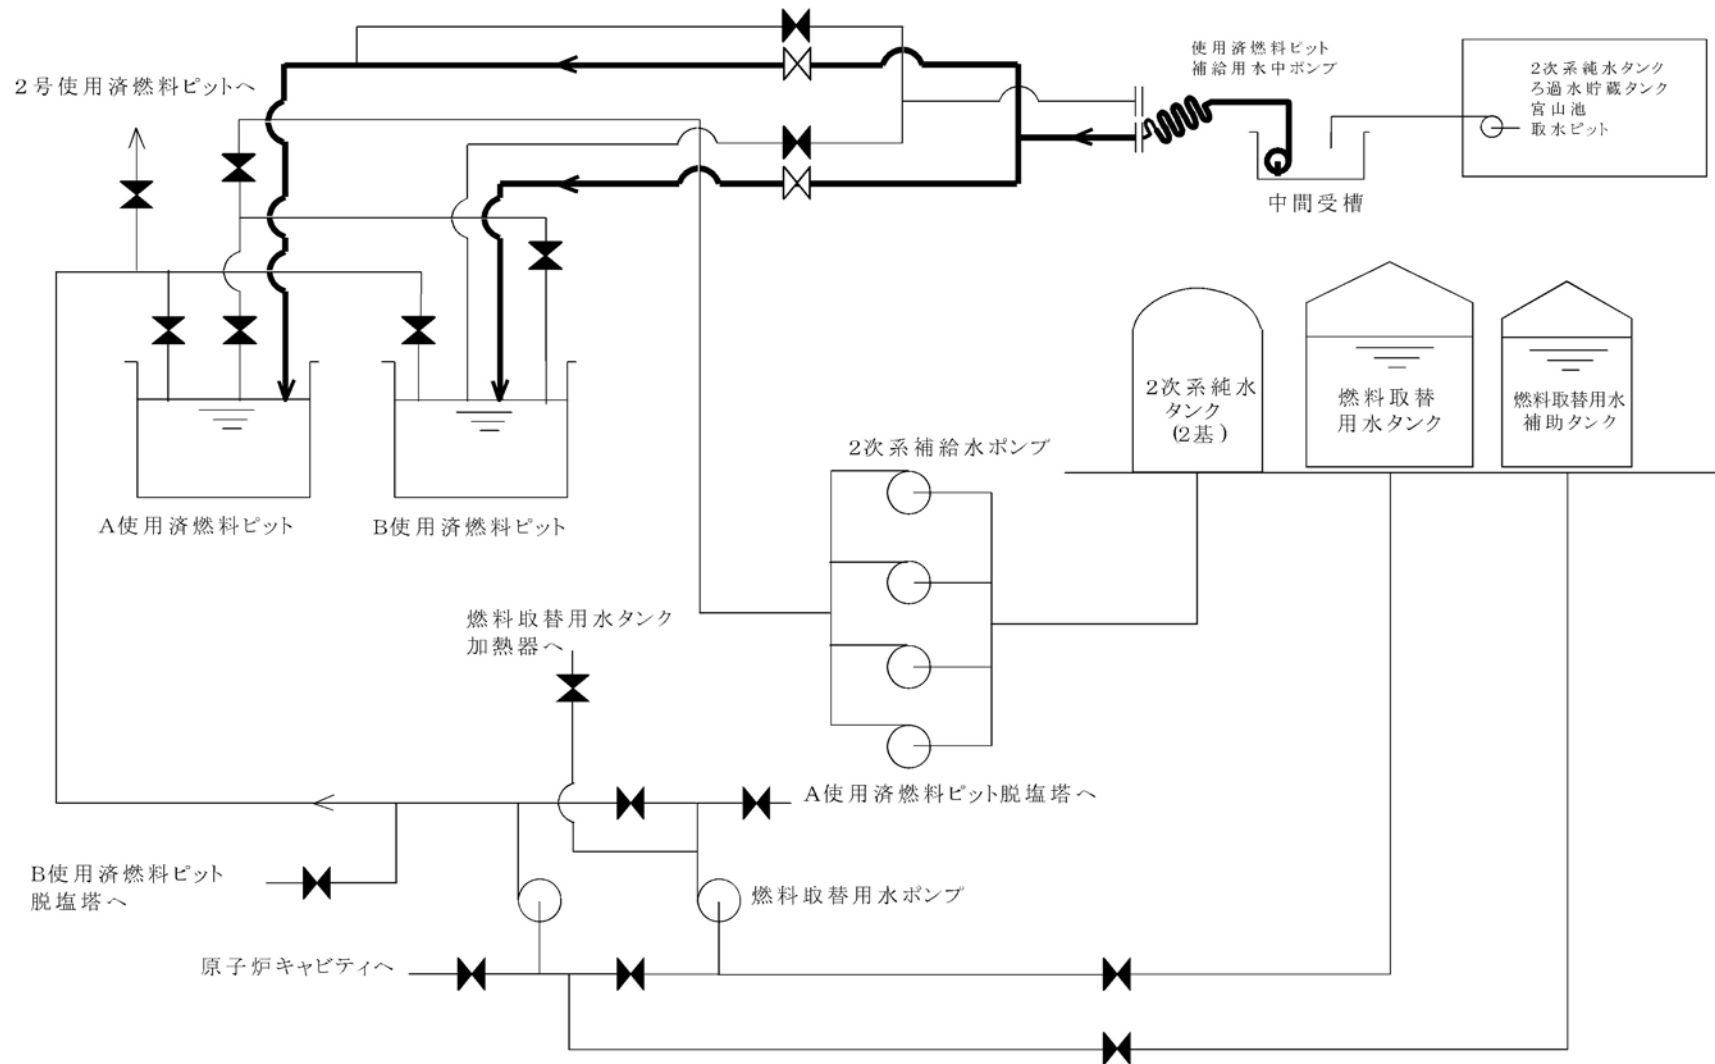 使用済燃料ピット
補給用水中ポンプ
2次系純水タンク
ろ過水貯蔵タンク
宮山池
取水ピット
2号使用済燃料ピットへ
中間受槽
2次系純水
タンク
(2基)
燃料取替
用水タンク
燃料取替用水
補助タンク
2次系補給水ポンプ
A使用済燃料ピット
B使用済燃料ピット
燃料取替用水タンク
加熱器へ
A使用済燃料ピット脱塩塔へ
B使用済燃料ピット
脱塩塔へ
燃料取替用水ポンプ
原子炉キャビティへ